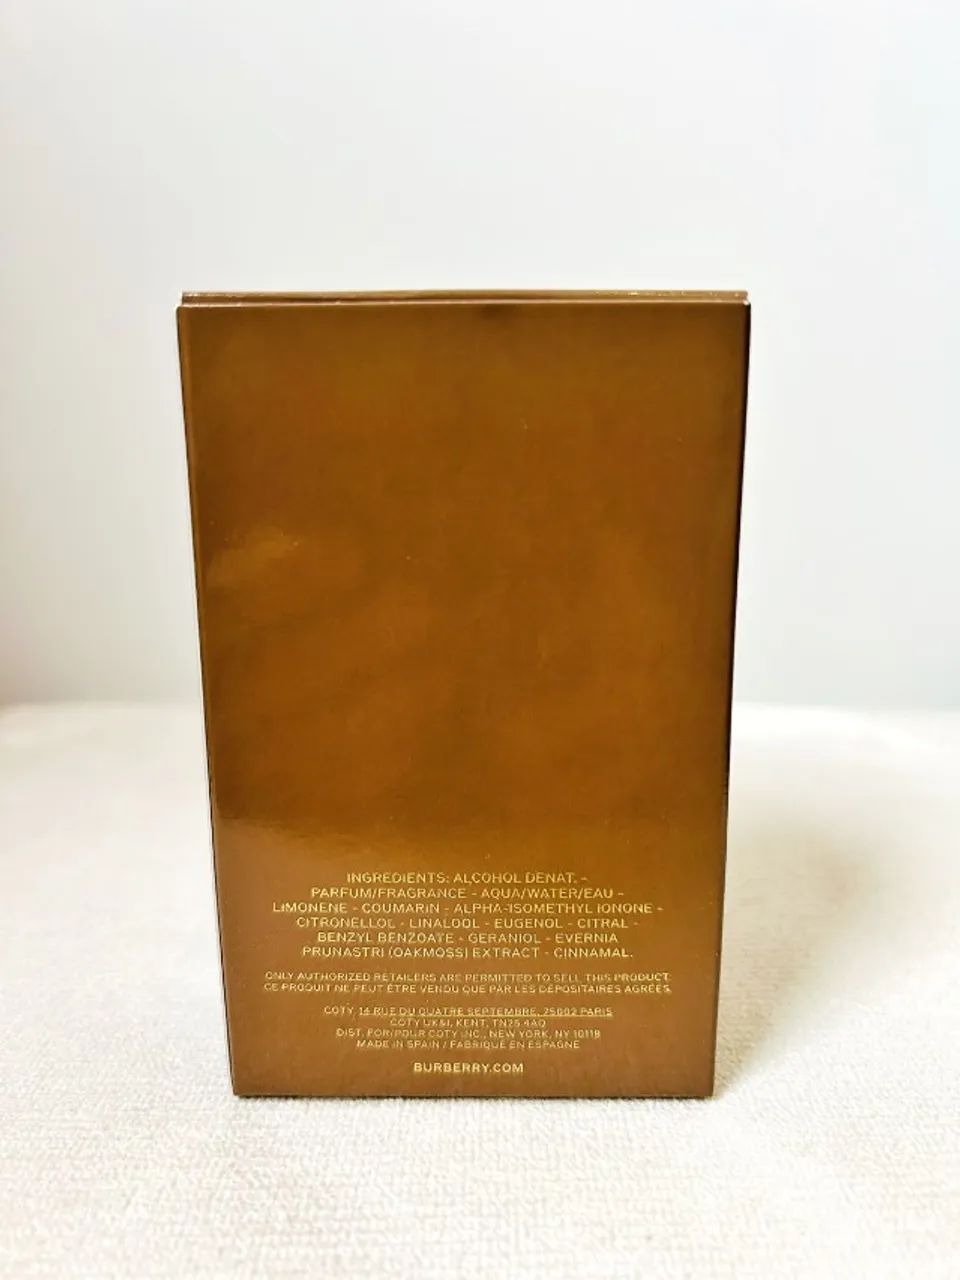 INGREDIENTS: ALCOHOL DENAT. -
PARFUM/FRAGRANCE - AQUA/WATER/EAU -
LIMONENE - COUMARIN - ALPHA-ISOMETHYL IONONE -
CITRONELLOL - LINALOOL - EUGENOL - CITRAL -
BENZYL BENZOATE - GERANIOL - EVERNIA
PRUNASTRI (OAKMOSS) EXTRACT - CINNAMAL.
ONLY AUTHORIZED RETAILERS ARE PERMITTED TO SELL THIS PRODUCT.
CE PRODUIT NE PEUT ÊTRE VENDU QUE PAR LES DÉPOSITAIRES AGRÉÉS.
COTY, 14 RUE DU QUATRE SEPTEMBRE, 75002 PARIS
COTY UK&I, KENT, TN25 4AQ
DIST. FOR/POUR COTY INC., NEW YORK, NY 10118
MADE IN SPAIN / FABRIQUÉ EN ESPAGNE
BURBERRY.COM